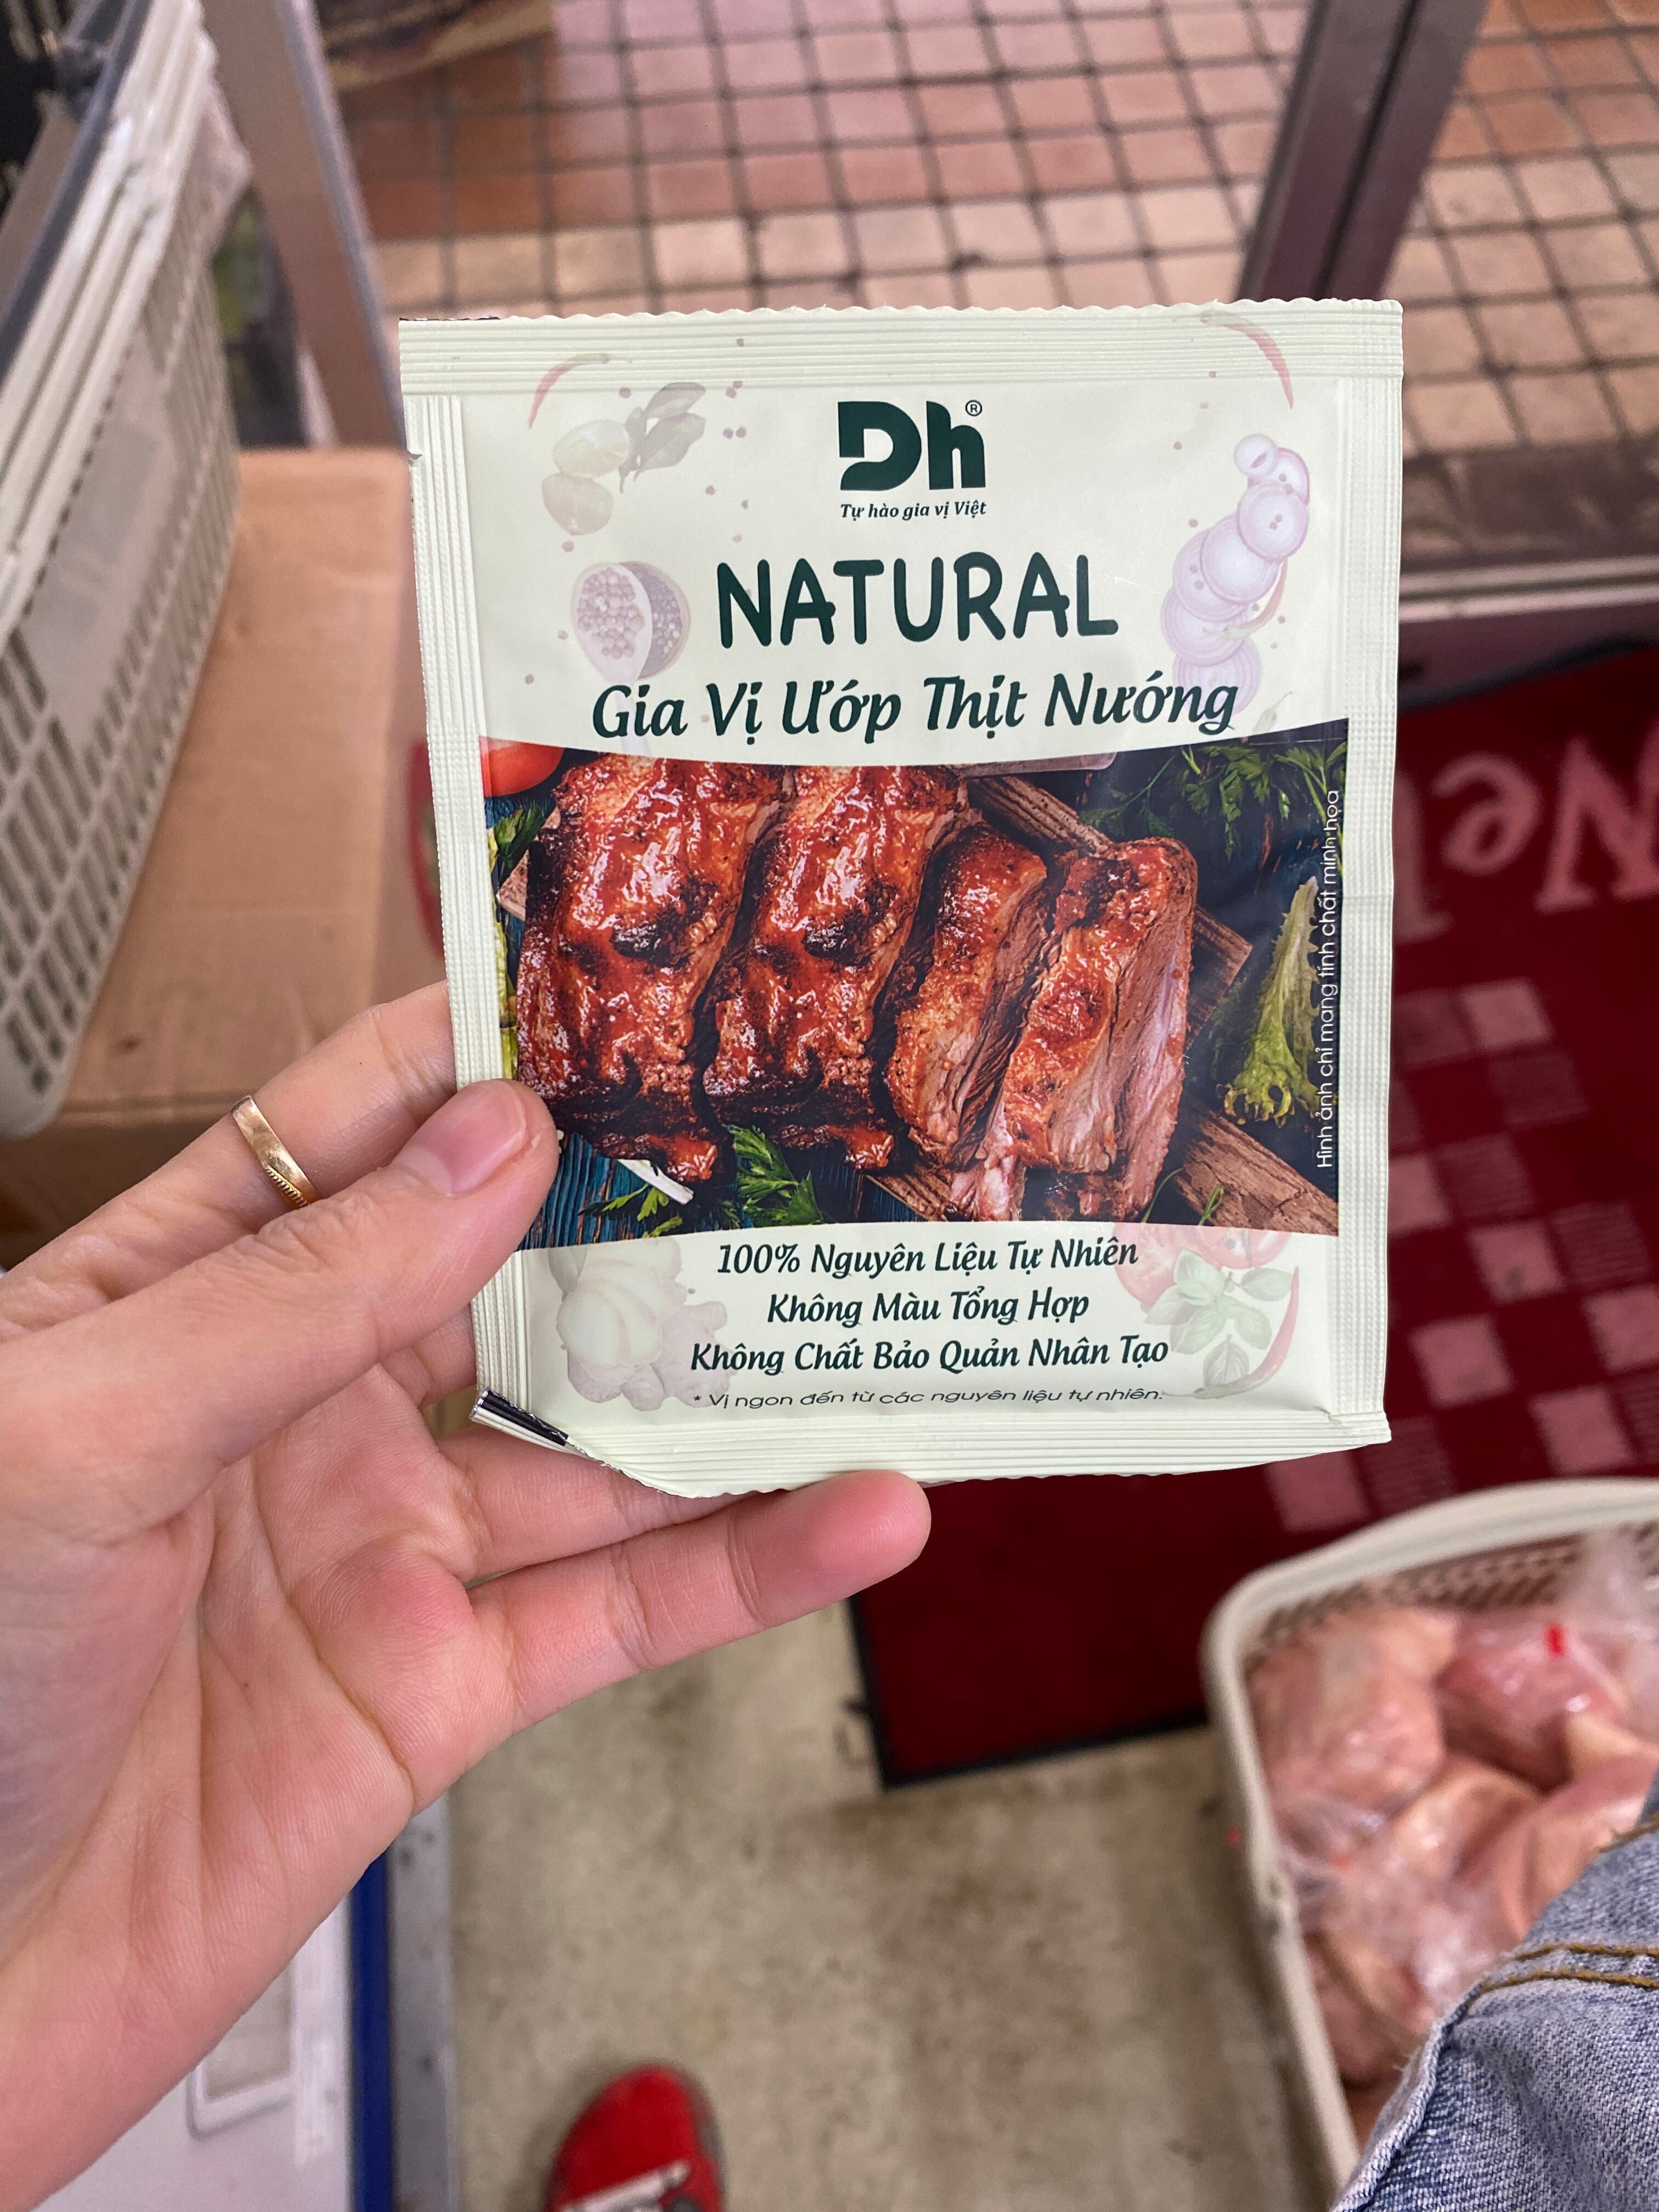 Dh®
Tự hào gia vị Việt
NATURAL
Gia Vị Ướp Thịt Nướng
Hình ảnh chỉ mang tính chất minh họa
100% Nguyên Liệu Tự Nhiên
Không Màu Tổng Hợp
Không Chất Bảo Quản Nhân Tạo
* Vị ngon đến từ các nguyên liệu tự nhiên.